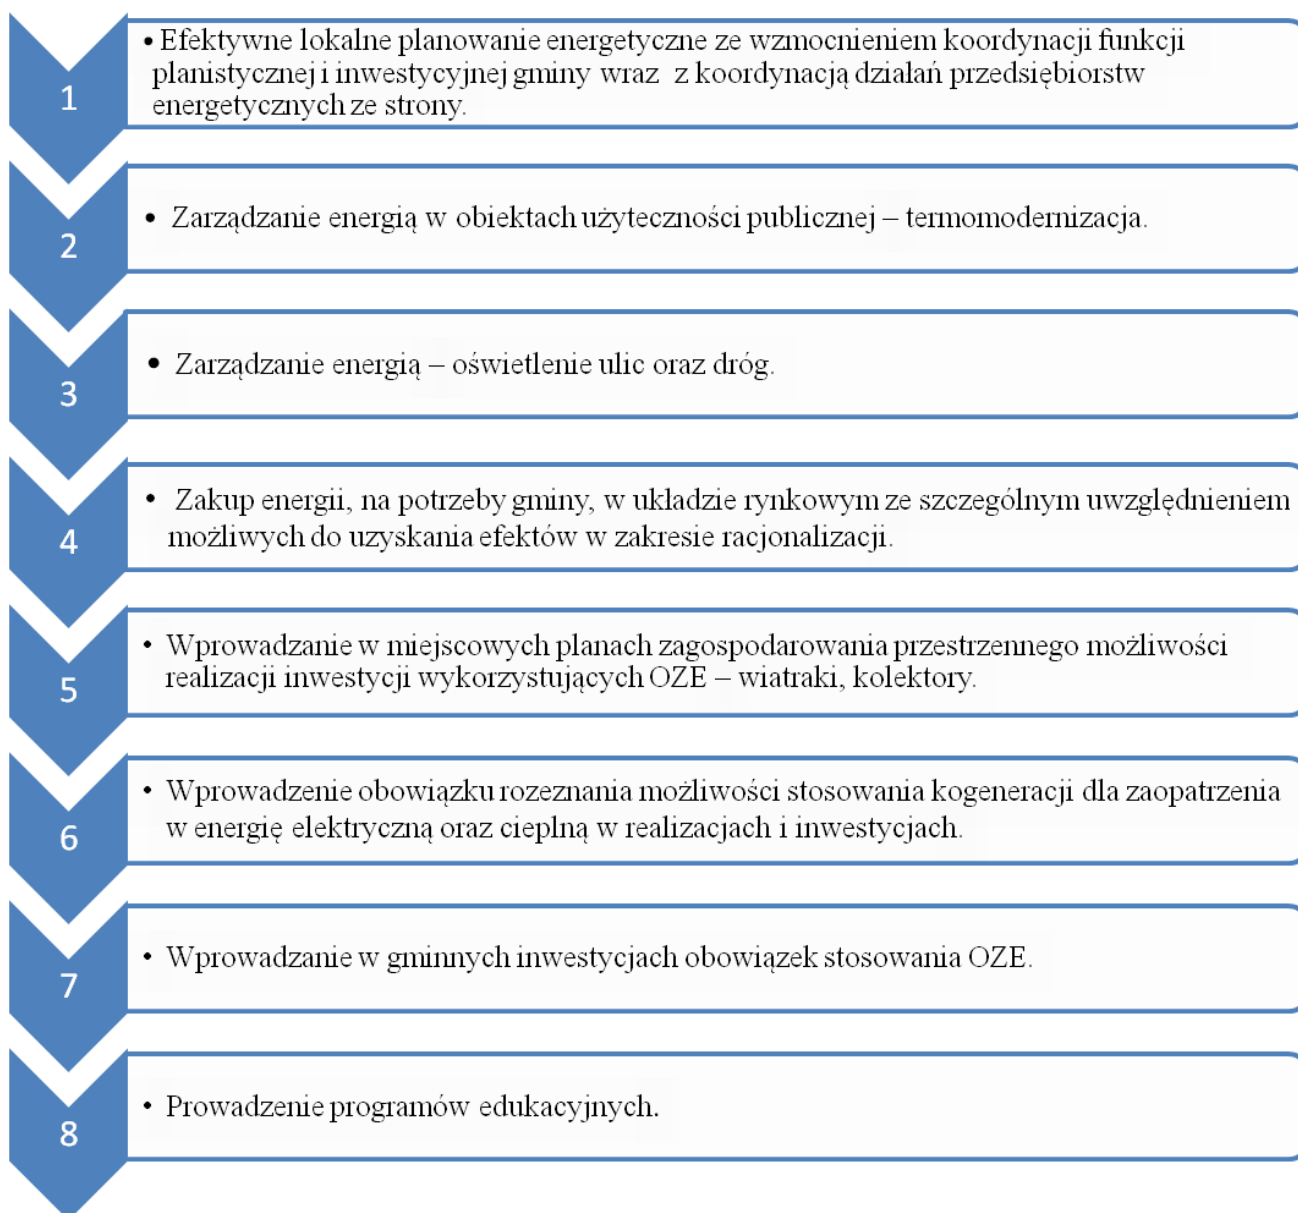 1
• Efektywne lokalne planowanie energetyczne ze wzmocnieniem koordynacji funkcji
planistycznej i inwestycyjnej gminy wraz z koordynacją działań przedsiębiorstw
energetycznych ze strony.
2
• Zarządzanie energią w obiektach użyteczności publicznej – termomodernizacja.
3
• Zarządzanie energią – oświetlenie ulic oraz dróg.
4
• Zakup energii, na potrzeby gminy, w układzie rynkowym ze szczególnym uwzględnieniem
możliwych do uzyskania efektów w zakresie racjonalizacji.
5
• Wprowadzanie w miejscowych planach zagospodarowania przestrzennego możliwości
realizacji inwestycji wykorzystujących OZE – wiatraki, kolektory.
6
• Wprowadzenie obowiązku rozeznania możliwości stosowania kogeneracji dla zaopatrzenia
w energię elektryczną oraz cieplną w realizacjach i inwestycjach.
7
• Wprowadzanie w gminnych inwestycjach obowiązek stosowania OZE.
8
• Prowadzenie programów edukacyjnych.